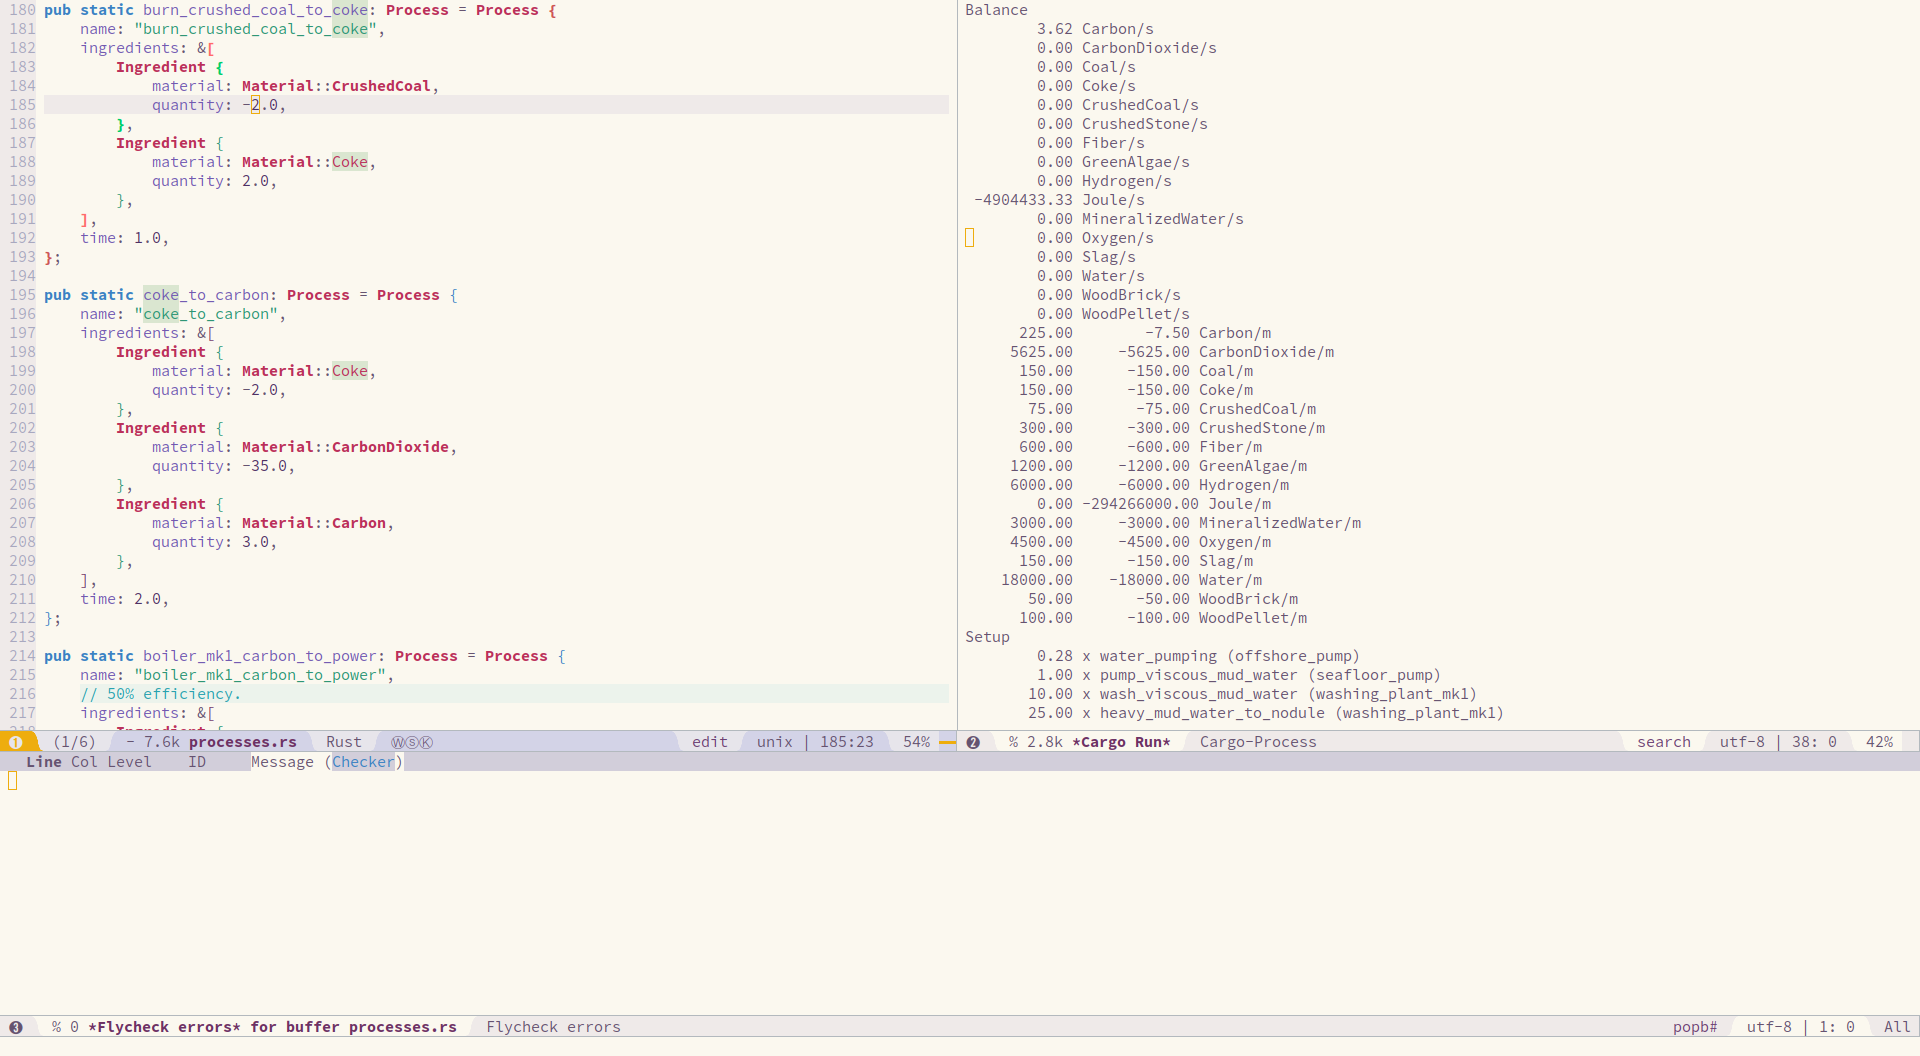 180 pub static burn_crushed_coal_to_coke: Process = Process {
181     name: "burn_crushed_coal_to_coke",
182     ingredients: &[
183         Ingredient {
184             material: Material::CrushedCoal,
185             quantity: -2.0,
186         },
187         Ingredient {
188             material: Material::Coke,
189             quantity: 2.0,
190         },
191     ],
192     time: 1.0,
193 };
194
195 pub static coke_to_carbon: Process = Process {
196     name: "coke_to_carbon",
197     ingredients: &[
198         Ingredient {
199             material: Material::Coke,
200             quantity: -2.0,
201         },
202         Ingredient {
203             material: Material::CarbonDioxide,
204             quantity: -35.0,
205         },
206         Ingredient {
207             material: Material::Carbon,
208             quantity: 3.0,
209         },
210     ],
211     time: 2.0,
212 };
213
214 pub static boiler_mk1_carbon_to_power: Process = Process {
215     name: "boiler_mk1_carbon_to_power",
216     // 50% efficiency.
217     ingredients: &[
❶ (1/6) - 7.6k processes.rs Rust ⓌⓢⓀ edit unix | 185:23 54%
Balance
3.62 Carbon/s
0.00 CarbonDioxide/s
0.00 Coal/s
0.00 Coke/s
0.00 CrushedCoal/s
0.00 CrushedStone/s
0.00 Fiber/s
0.00 GreenAlgae/s
0.00 Hydrogen/s
-4904433.33 Joule/s
0.00 MineralizedWater/s
0.00 Oxygen/s
0.00 Slag/s
0.00 Water/s
0.00 WoodBrick/s
0.00 WoodPellet/s
225.00 -7.50 Carbon/m
5625.00 -5625.00 CarbonDioxide/m
150.00 -150.00 Coal/m
150.00 -150.00 Coke/m
75.00 -75.00 CrushedCoal/m
300.00 -300.00 CrushedStone/m
600.00 -600.00 Fiber/m
1200.00 -1200.00 GreenAlgae/m
6000.00 -6000.00 Hydrogen/m
0.00 -294266000.00 Joule/m
3000.00 -3000.00 MineralizedWater/m
4500.00 -4500.00 Oxygen/m
150.00 -150.00 Slag/m
18000.00 -18000.00 Water/m
50.00 -50.00 WoodBrick/m
100.00 -100.00 WoodPellet/m
Setup
0.28 x water_pumping (offshore_pump)
1.00 x pump_viscous_mud_water (seafloor_pump)
10.00 x wash_viscous_mud_water (washing_plant_mk1)
25.00 x heavy_mud_water_to_nodule (washing_plant_mk1)
❷ % 2.8k *Cargo Run* Cargo-Process search utf-8 | 38: 0 42%
Line Col Level ID Message (Checker)
❸ % 0 *Flycheck errors* for buffer processes.rs Flycheck errors popb# utf-8 | 1: 0 All